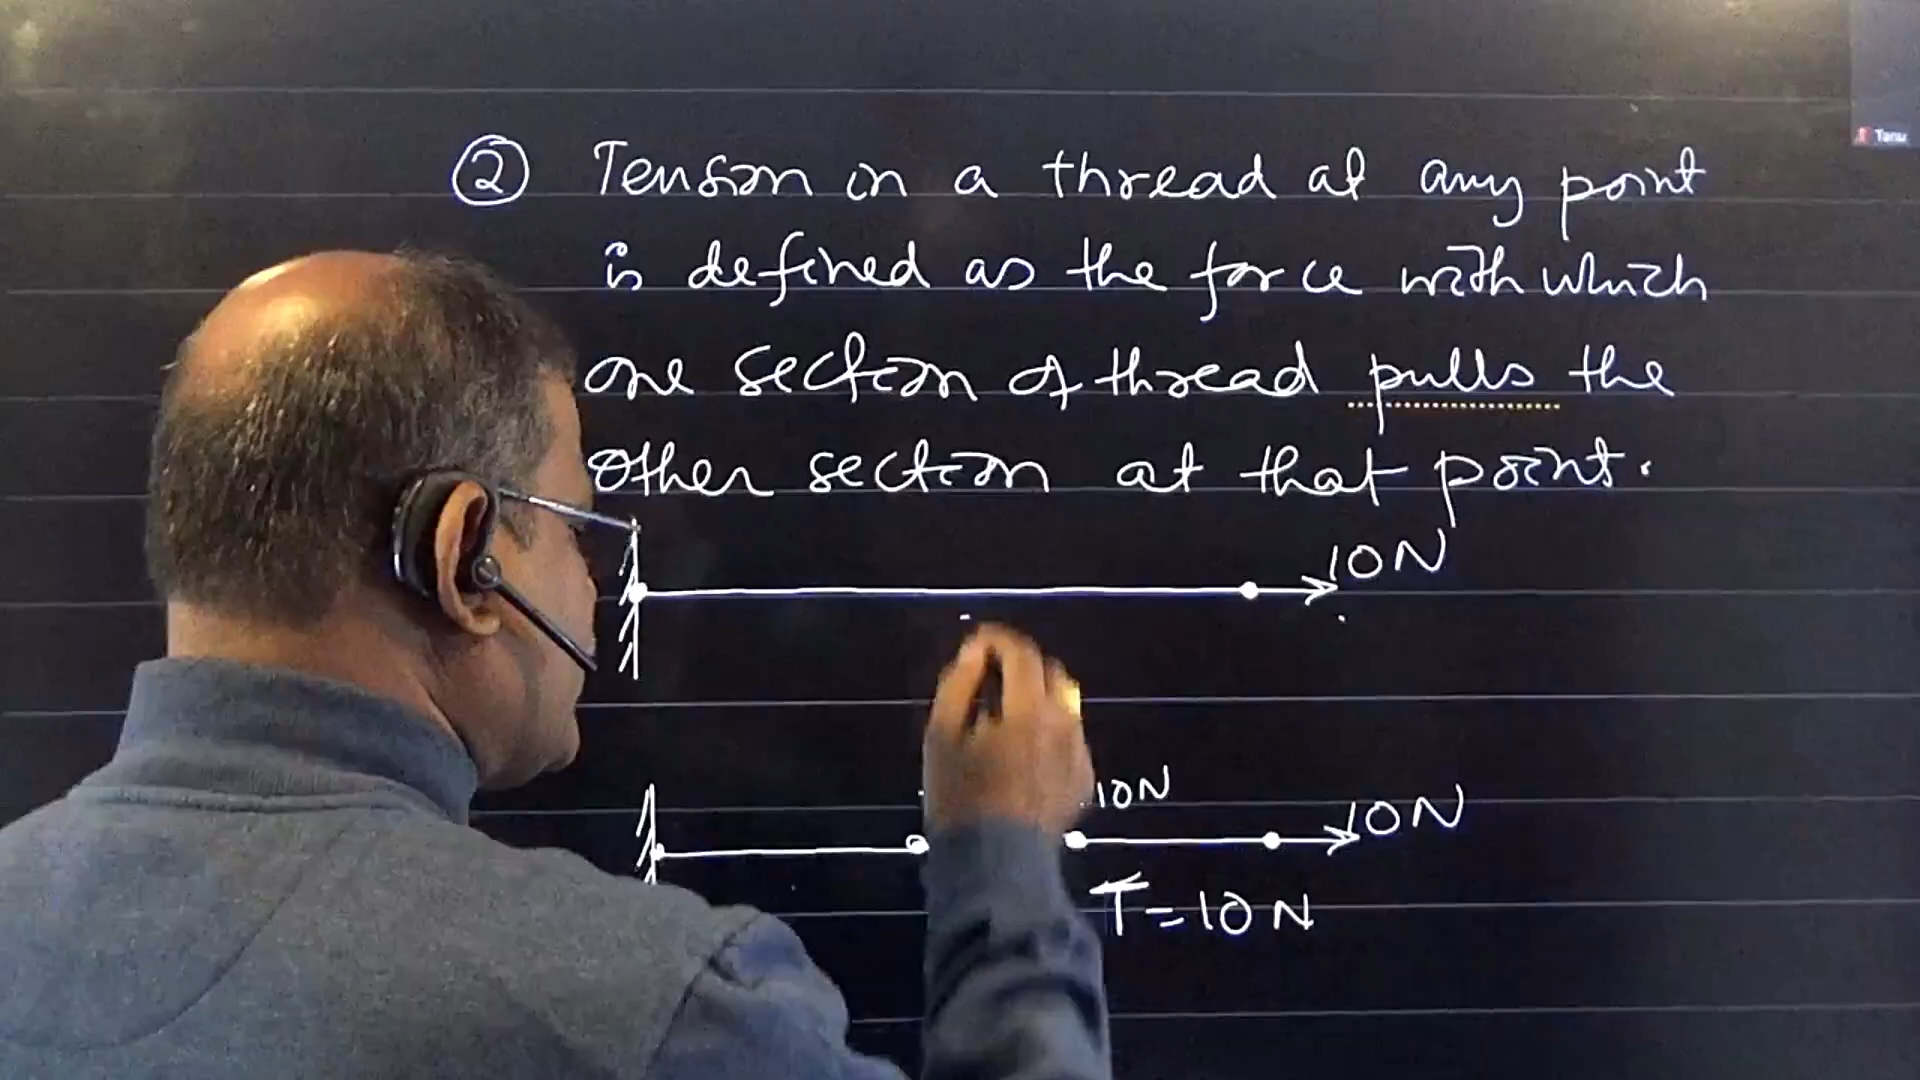 ② Tension in a thread at any point
is defined as the force with which
one section of thread pulls the
other section at that point.
10N
10N
10N
T=10N
Tanu